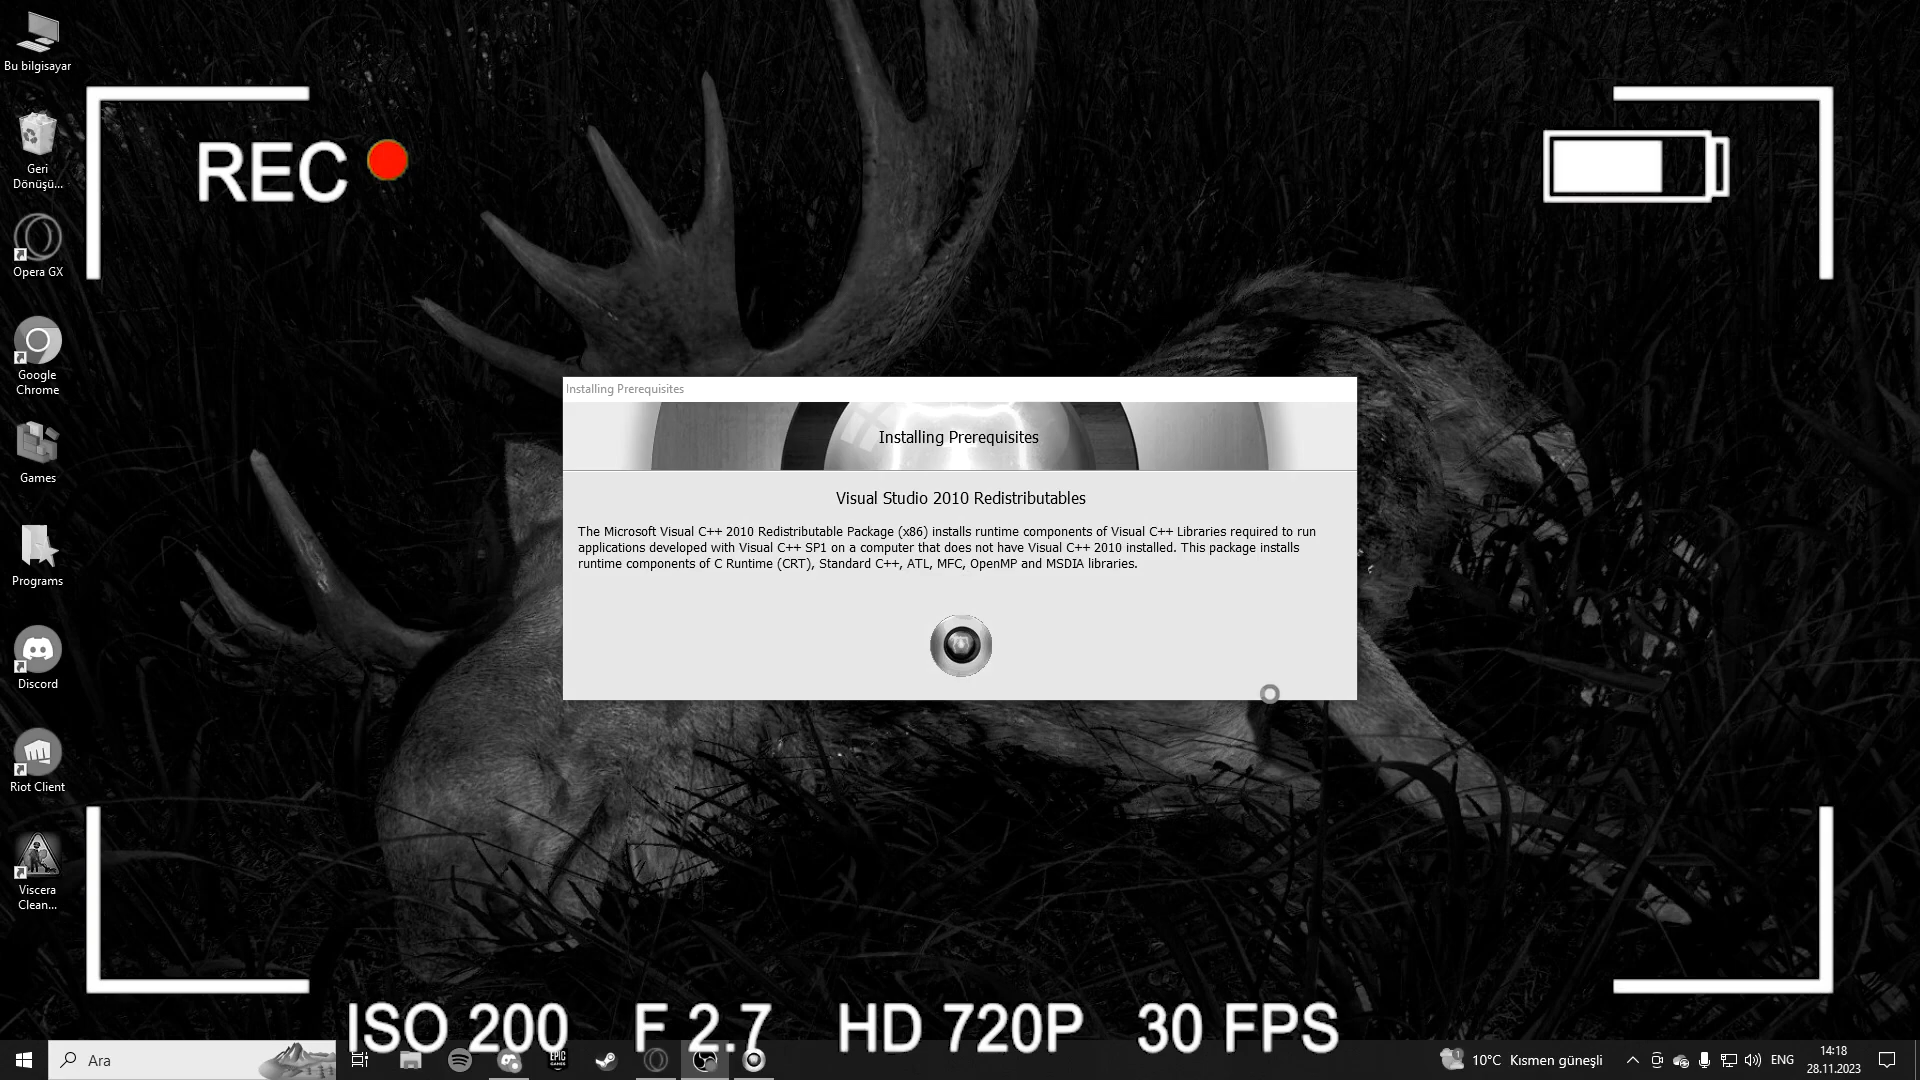 Bu bilgisayar
Geri
Dönüşü...
Opera GX
Google
Chrome
Games
Programs
Discord
Riot Client
Viscera
Clean...
REC
Installing Prerequisites
Installing Prerequisites
Visual Studio 2010 Redistributables
The Microsoft Visual C++ 2010 Redistributable Package (x86) installs runtime components of Visual C++ Libraries required to run
applications developed with Visual C++ SP1 on a computer that does not have Visual C++ 2010 installed. This package installs
runtime components of C Runtime (CRT), Standard C++, ATL, MFC, OpenMP and MSDIA libraries.
ISO 200 F 2.7 HD 720P 30 FPS
Ara
EPIC
GAMES
1
10°C Kısmen güneşli
ENG
14:18
28.11.2023